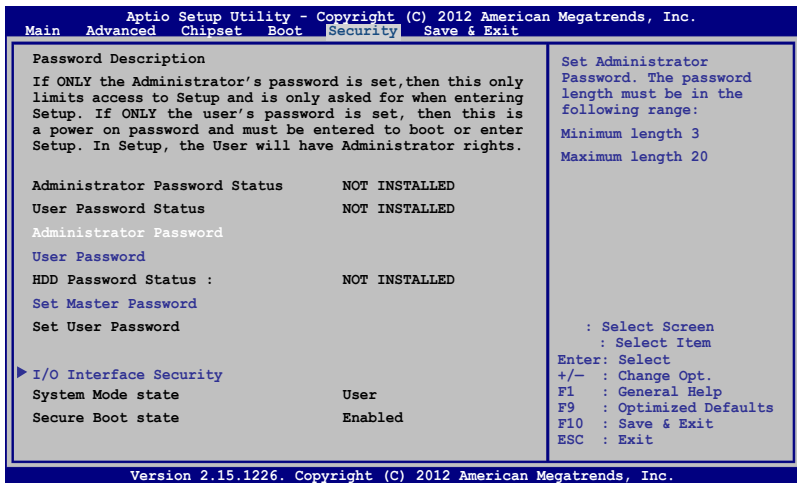 Aptio Setup Utility - Copyright (C) 2012 American Megatrends, Inc.
Main Advanced Chipset Boot Security Save & Exit
Password Description
If ONLY the Administrator's password is set,then this only
limits access to Setup and is only asked for when entering
Setup. If ONLY the user's password is set, then this is
a power on password and must be entered to boot or enter
Setup. In Setup, the User will have Administrator rights.
Administrator Password Status NOT INSTALLED
User Password Status NOT INSTALLED
Administrator Password
User Password
HDD Password Status : NOT INSTALLED
Set Master Password
Set User Password
I/O Interface Security
System Mode state User
Secure Boot state Enabled
Set Administrator
Password. The password
length must be in the
following range:
Minimum length 3
Maximum length 20
: Select Screen
: Select Item
Enter: Select
+/— : Change Opt.
F1 : General Help
F9 : Optimized Defaults
F10 : Save & Exit
ESC : Exit
Version 2.15.1226. Copyright (C) 2012 American Megatrends, Inc.